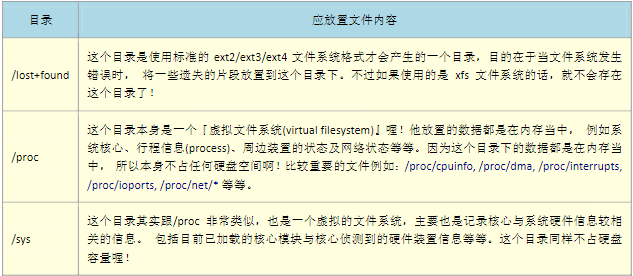 目录 应放置文件内容
/lost+found
这个目录是使用标准的 ext2/ext3/ext4 文件系统格式才会产生的一个目录，目的在于当文件系统发生
错误时， 将一些遗失的片段放置到这个目录下。不过如果使用的是 xfs 文件系统的话，就不会存在
这个目录了！
/proc
这个目录本身是一个『虚拟文件系统(virtual filesystem)』喔！他放置的数据都是在内存当中， 例如系
统核心、行程信息(process)、周边装置的状态及网络状态等等。因为这个目录下的数据都是在内存当
中， 所以本身不占任何硬盘空间啊！比较重要的文件例如：/proc/cpuinfo, /proc/dma, /proc/interrupts,
/proc/ioports, /proc/net/* 等等。
/sys
这个目录其实跟/proc 非常类似，也是一个虚拟的文件系统，主要也是记录核心与系统硬件信息较相
关的信息。 包括目前已加载的核心模块与核心侦测到的硬件装置信息等等。这个目录同样不占硬盘
容量喔！